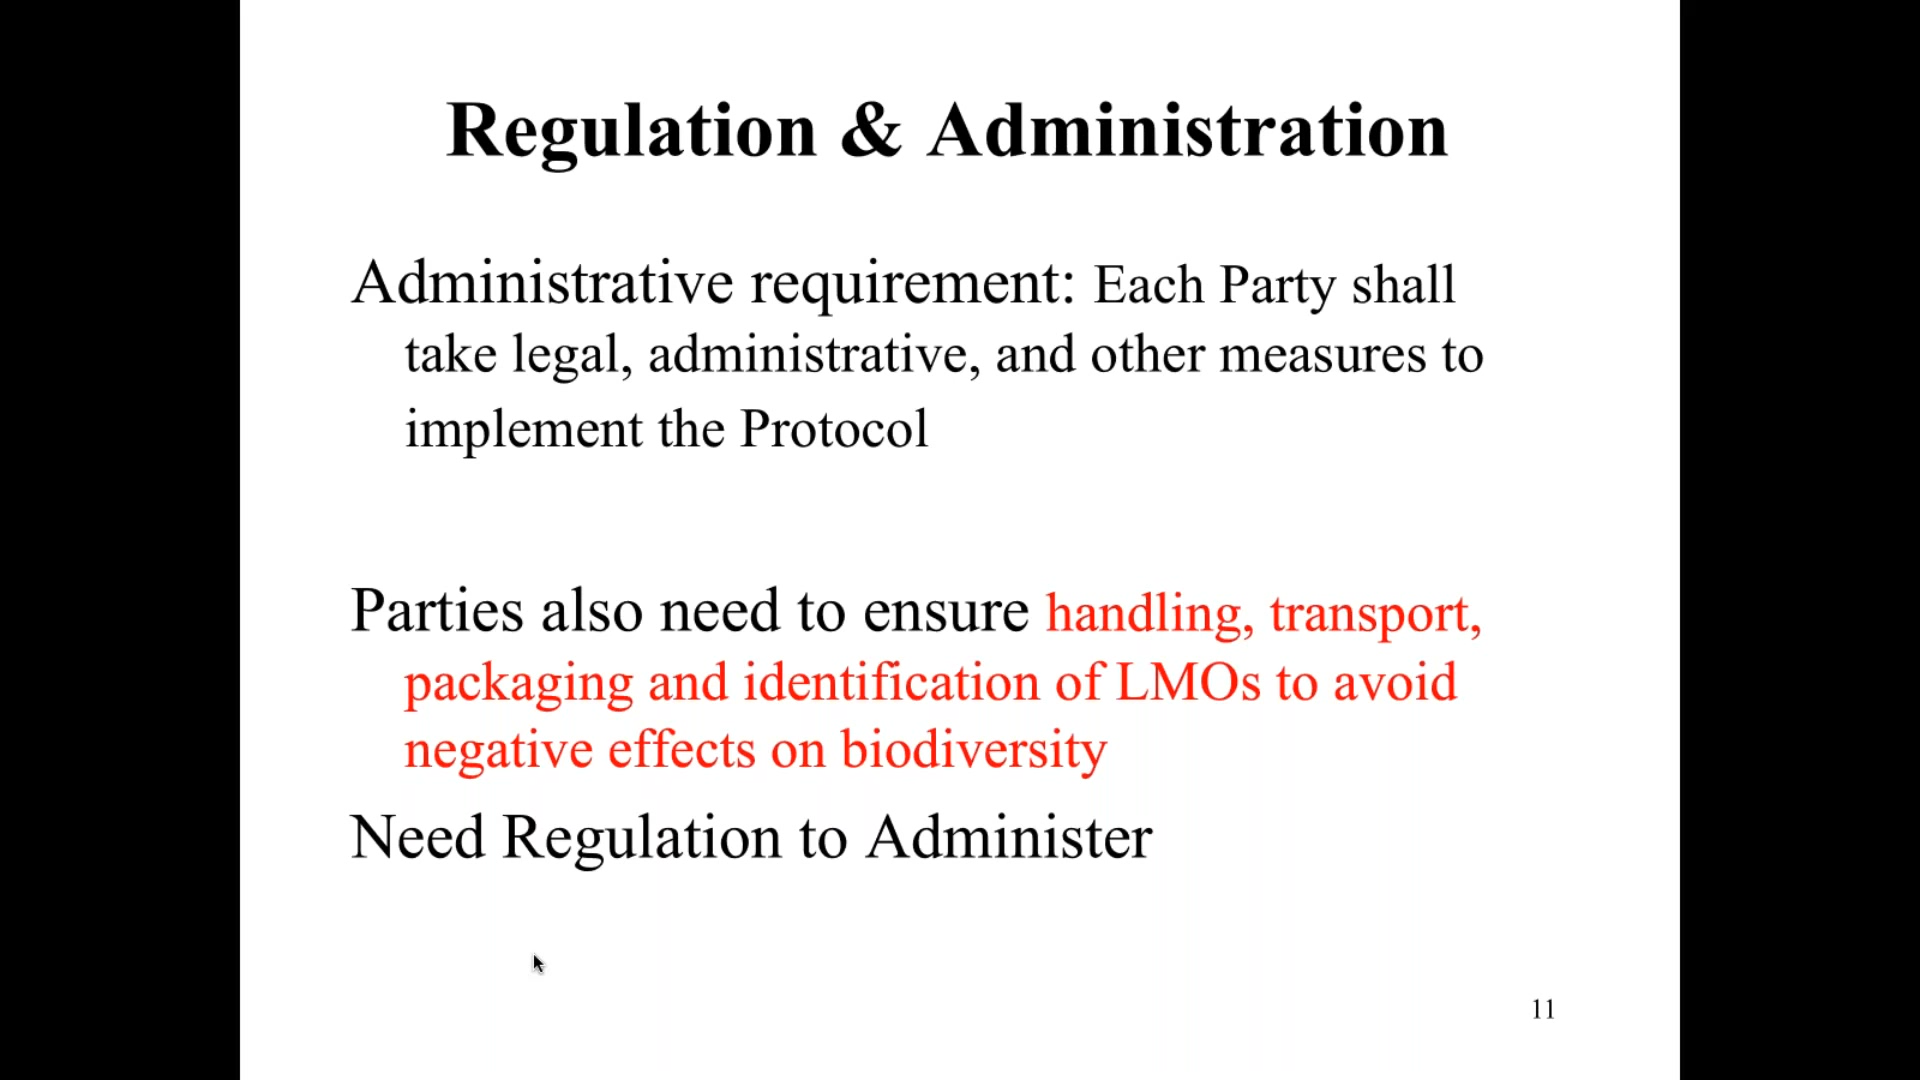 Regulation & Administration
Administrative requirement: Each Party shall
take legal, administrative, and other measures to
implement the Protocol
Parties also need to ensure handling, transport,
packaging and identification of LMOs to avoid
negative effects on biodiversity
Need Regulation to Administer
11